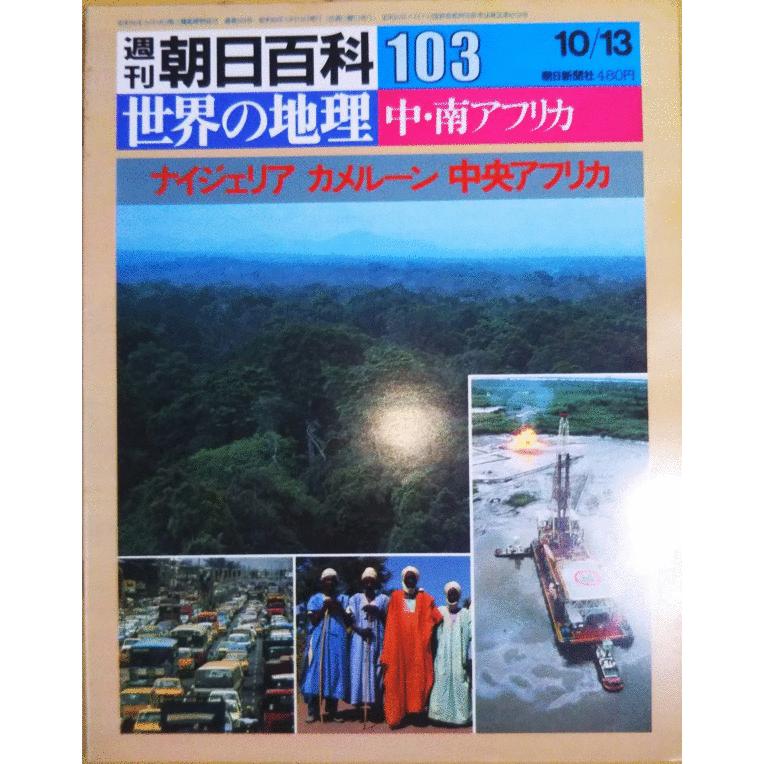 週刊 朝日百科 103 10/13
朝日新聞社 480円
世界の地理 中・南アフリカ
ナイジェリア カメルーン 中央アフリカ